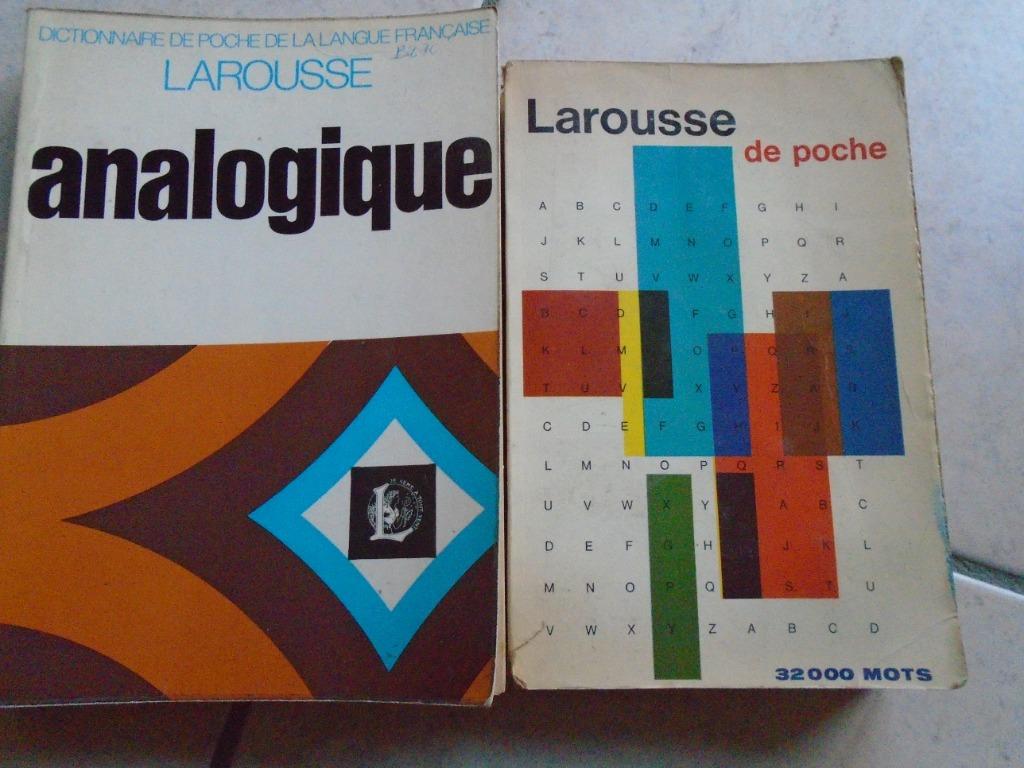 DICTIONNAIRE DE POCHE DE LA LANGUE FRANÇAISE
LAROUSSE
analogique
L
Larousse
de poche
A B C D E F G H I
J K L M N O P Q R
S T U V W X Y Z A
B C D F G H I J
K L M O P Q R S
T U V X Y Z A B
C D E F G H I J K
L M N O P Q R S T
U V W X Y A B C
D E F G H J K L
M N O P Q S T U
V W X Y Z A B C D
32000 MOTS